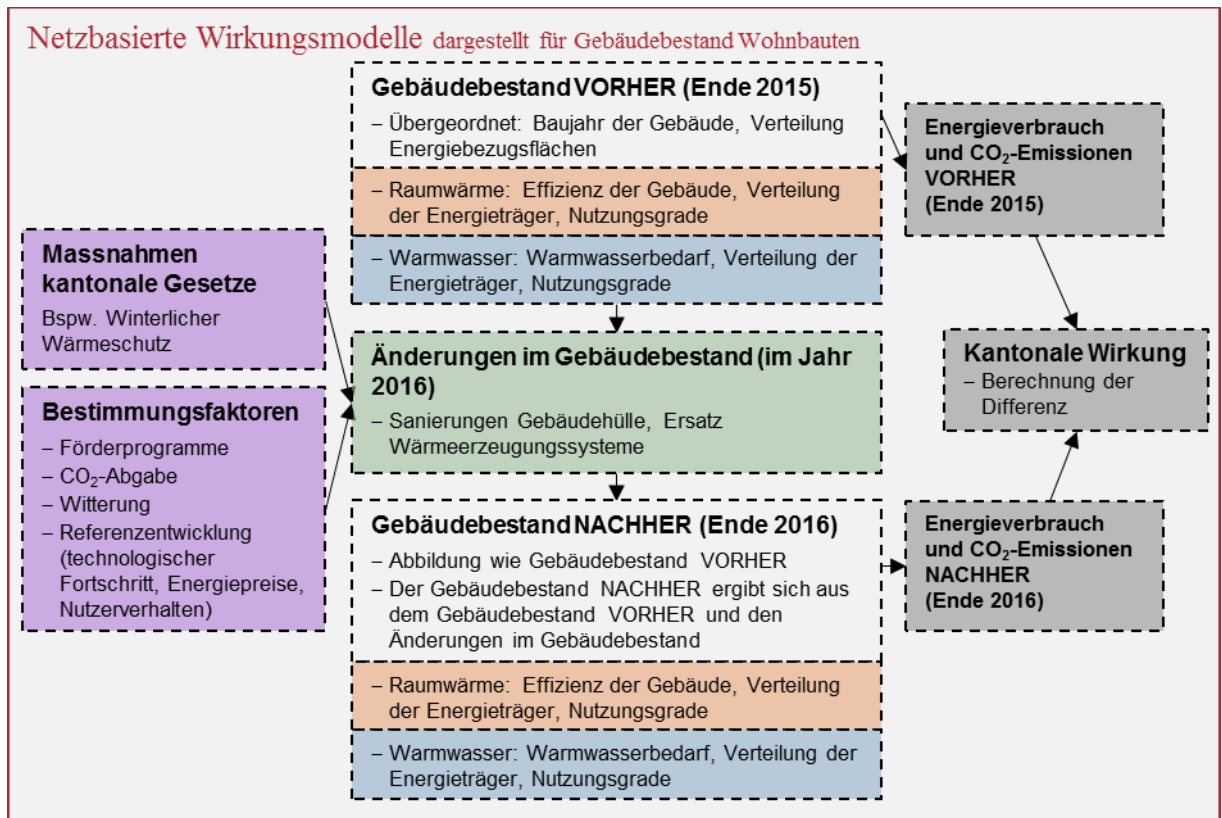 Netzbasierte Wirkungsmodelle dargestellt für Gebäudebestand Wohnbauten
Gebäudebestand VORHER (Ende 2015)
– Übergeordnet: Baujahr der Gebäude, Verteilung
Energiebezugsflächen
– Raumwärme: Effizienz der Gebäude, Verteilung
der Energieträger, Nutzungsgrade
– Warmwasser: Warmwasserbedarf, Verteilung der
Energieträger, Nutzungsgrade
Energieverbrauch
und CO₂-Emissionen
VORHER
(Ende 2015)
Massnahmen
kantonale Gesetze
Bspw. Winterlicher
Wärmeschutz
Änderungen im Gebäudebestand (im Jahr
2016)
– Sanierungen Gebäudehülle, Ersatz
Wärmeerzeugungssysteme
Kantonale Wirkung
– Berechnung der
Differenz
Bestimmungsfaktoren
– Förderprogramme
– CO₂-Abgabe
– Witterung
– Referenzentwicklung
(technologischer
Fortschritt, Energiepreise,
Nutzerverhalten)
Gebäudebestand NACHHER (Ende 2016)
– Abbildung wie Gebäudebestand VORHER
– Der Gebäudebestand NACHHER ergibt sich aus
dem Gebäudebestand VORHER und den
Änderungen im Gebäudebestand
– Raumwärme: Effizienz der Gebäude, Verteilung
der Energieträger, Nutzungsgrade
– Warmwasser: Warmwasserbedarf, Verteilung der
Energieträger, Nutzungsgrade
Energieverbrauch
und CO₂-Emissionen
NACHHER
(Ende 2016)